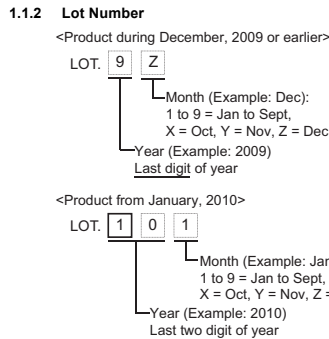 1.1.2 Lot Number
<Product during December, 2009 or earlier>
LOT. 9 Z
Month (Example: Dec):
1 to 9 = Jan to Sept,
X = Oct, Y = Nov, Z = Dec
Year (Example: 2009)
Last digit of year
<Product from January, 2010>
LOT. 1 0 1
Month (Example: Jan
1 to 9 = Jan to Sept,
X = Oct, Y = Nov, Z =
Year (Example: 2010)
Last two digit of year